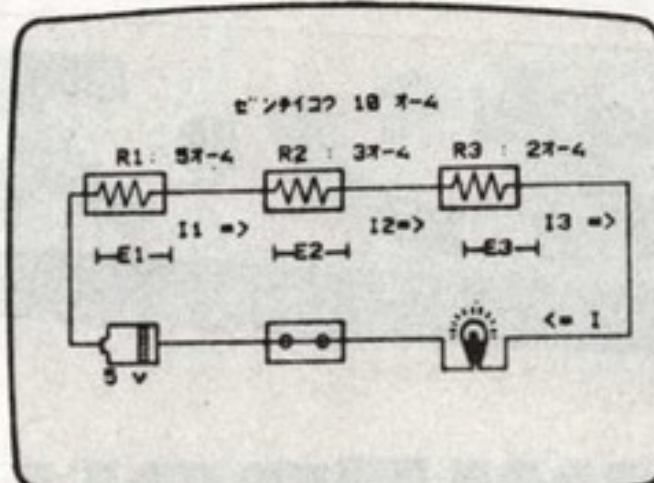 ゼンテイコウ 10 オーム
R1: 5オーム R2 : 3オーム R3 : 2オーム
I1 => I2=> I3 =>
E1 E2 E3
<= I
5 v